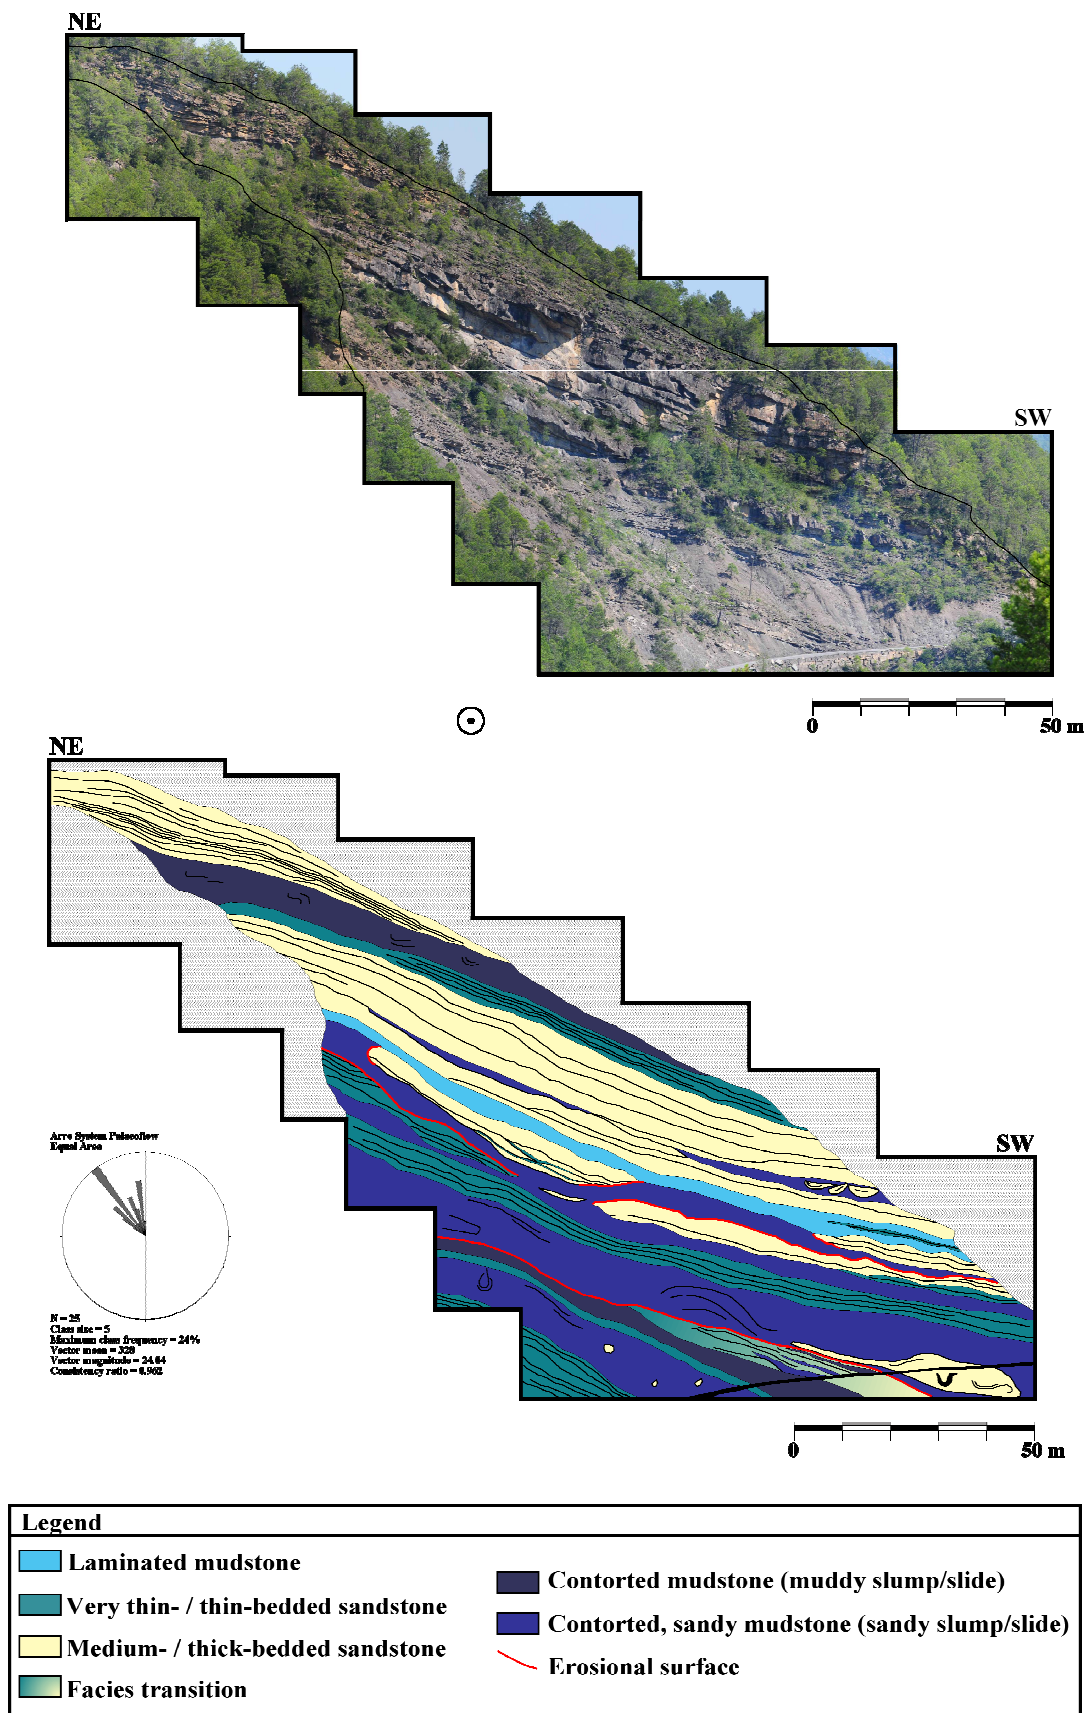 NE
SW
0 50 m
NE
SW
Arro System Palaeoflow
Equal Area
N = 25
Class size = 5
Maximum class frequency = 24%
Vector mean = 328
Vector magnitude = 24.04
Consistency ratio = 0.962
0 50 m
Legend
Laminated mudstone
Very thin- / thin-bedded sandstone
Medium- / thick-bedded sandstone
Facies transition
Contorted mudstone (muddy slump/slide)
Contorted, sandy mudstone (sandy slump/slide)
Erosional surface